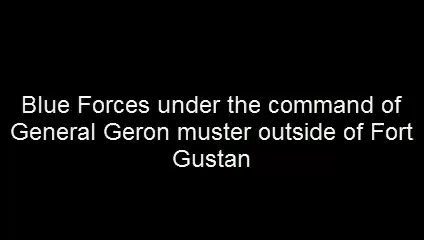 Blue Forces under the command of
General Geron muster outside of Fort
Gustan